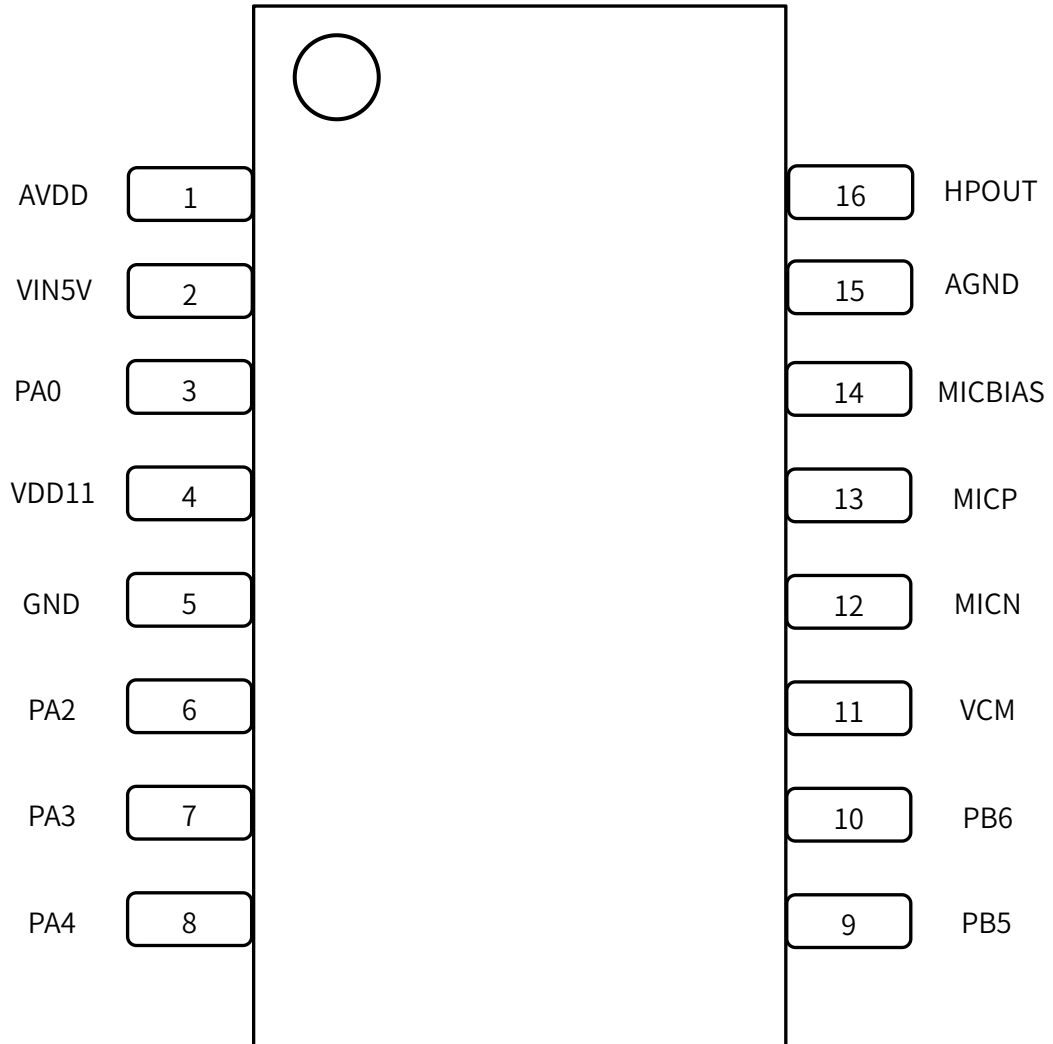 AVDD 1 16 HPOUT
VIN5V 2 15 AGND
PA0 3 14 MICBIAS
VDD11 4 13 MICP
GND 5 12 MICN
PA2 6 11 VCM
PA3 7 10 PB6
PA4 8 9 PB5